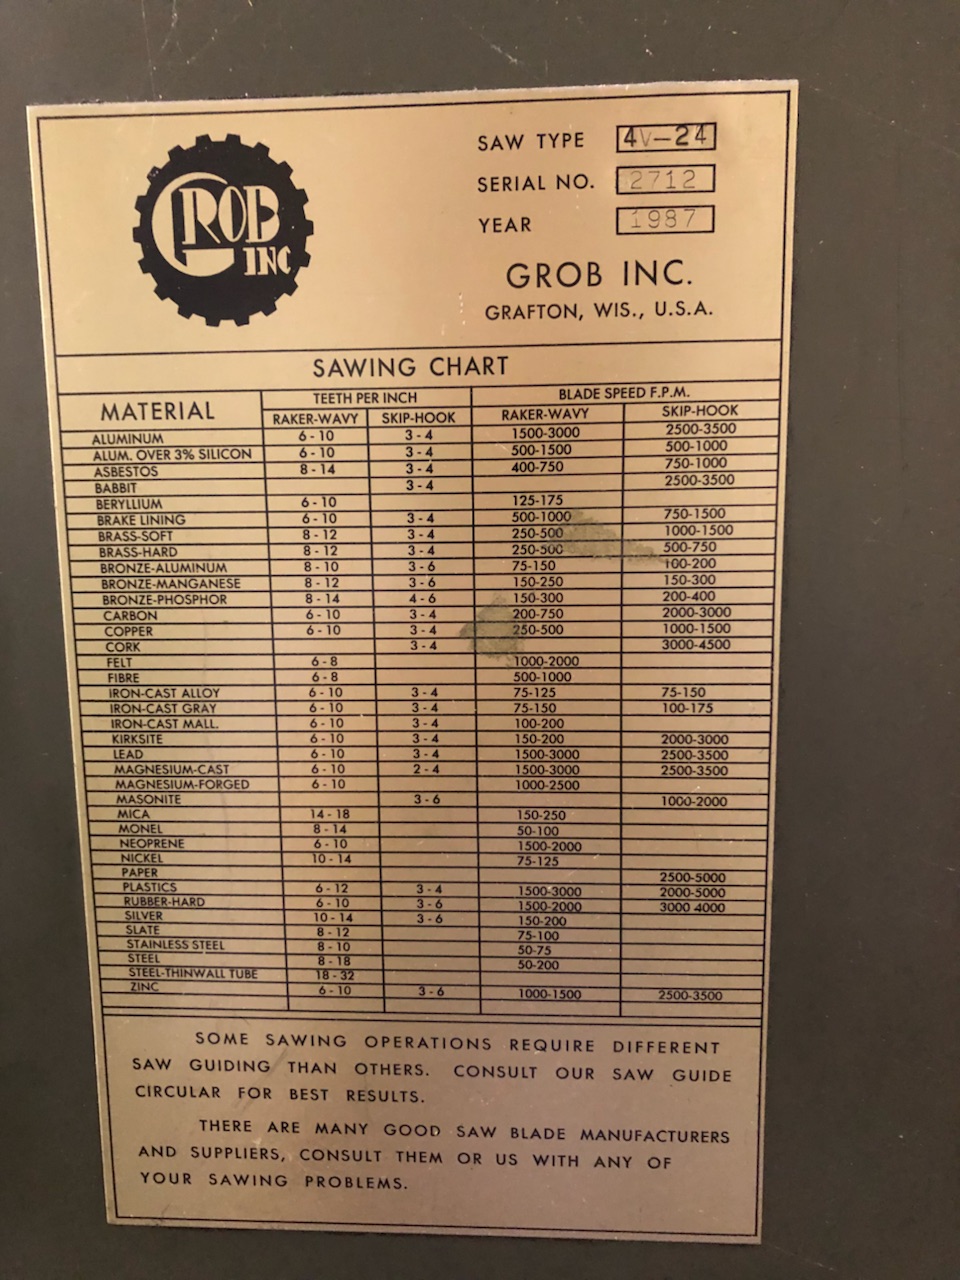 GROB INC
SAW TYPE 4V-24
SERIAL NO. 2712
YEAR 1987
GROB INC.
GRAFTON, WIS., U.S.A.
SAWING CHART
MATERIAL TEETH PER INCH BLADE SPEED F.P.M.
RAKER-WAVY SKIP-HOOK RAKER-WAVY SKIP-HOOK
ALUMINUM 6-10 3-4 1500-3000 2500-3500
ALUM. OVER 3% SILICON 6-10 3-4 500-1500 500-1000
ASBESTOS 8-14 3-4 400-750 750-1000
BABBIT 3-4 2500-3500
BERYLLIUM 6-10 125-175
BRAKE LINING 6-10 3-4 500-1000 750-1500
BRASS-SOFT 8-12 3-4 250-500 1000-1500
BRASS-HARD 8-12 3-4 250-500 500-750
BRONZE-ALUMINUM 8-10 3-6 75-150 100-200
BRONZE-MANGANESE 8-12 3-6 150-250 150-300
BRONZE-PHOSPHOR 8-14 4-6 150-300 200-400
CARBON 6-10 3-4 200-750 2000-3000
COPPER 6-10 3-4 250-500 1000-1500
CORK 3-4 3000-4500
FELT 6-8 1000-2000
FIBRE 6-8 500-1000
IRON-CAST ALLOY 6-10 3-4 75-125 75-150
IRON-CAST GRAY 6-10 3-4 75-150 100-175
IRON-CAST MALL. 6-10 3-4 100-200
KIRKSITE 6-10 3-4 150-200 2000-3000
LEAD 6-10 3-4 1500-3000 2500-3500
MAGNESIUM-CAST 6-10 2-4 1500-3000 2500-3500
MAGNESIUM-FORGED 6-10 1000-2500
MASONITE 3-6 1000-2000
MICA 14-18 150-250
MONEL 8-14 50-100
NEOPRENE 6-10 1500-2000
NICKEL 10-14 75-125
PAPER 2500-5000
PLASTICS 6-12 3-4 1500-3000 2000-5000
RUBBER-HARD 6-10 3-6 1500-2000 3000 4000
SILVER 10-14 3-6 150-200
SLATE 8-12 75-100
STAINLESS STEEL 8-10 50-75
STEEL 8-18 50-200
STEEL-THINWALL TUBE 18-32
ZINC 6-10 3-6 1000-1500 2500-3500
SOME SAWING OPERATIONS REQUIRE DIFFERENT
SAW GUIDING THAN OTHERS. CONSULT OUR SAW GUIDE
CIRCULAR FOR BEST RESULTS.
THERE ARE MANY GOOD SAW BLADE MANUFACTURERS
AND SUPPLIERS, CONSULT THEM OR US WITH ANY OF
YOUR SAWING PROBLEMS.